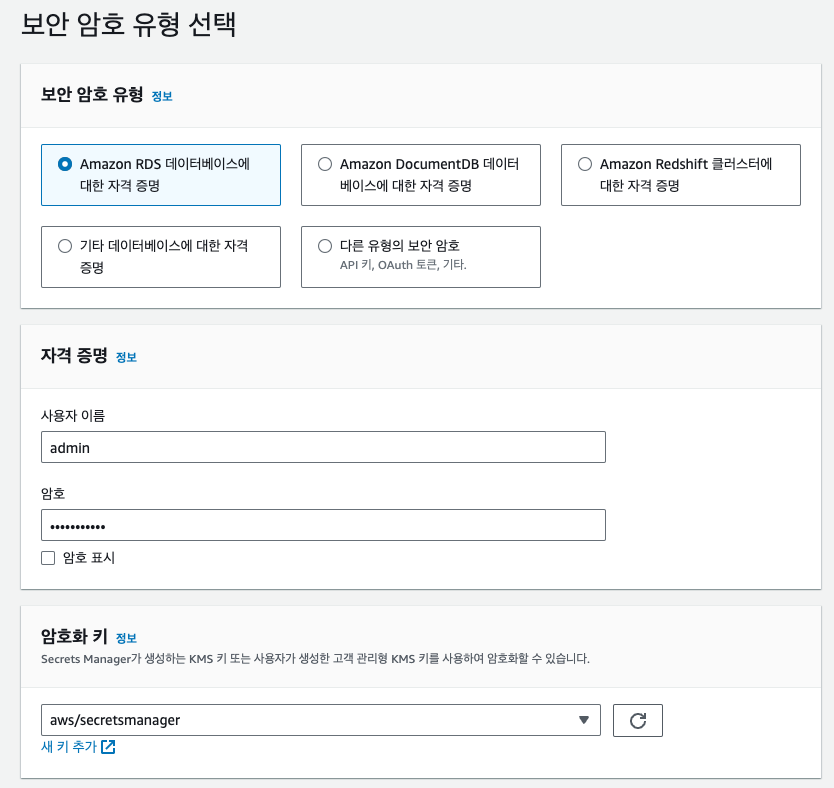 보안 암호 유형 선택
보안 암호 유형 정보
Amazon RDS 데이터베이스에
대한 자격 증명
Amazon DocumentDB 데이터
베이스에 대한 자격 증명
Amazon Redshift 클러스터에
대한 자격 증명
기타 데이터베이스에 대한 자격
증명
다른 유형의 보안 암호
API 키, OAuth 토큰, 기타.
자격 증명 정보
사용자 이름
admin
암호
•••••••••••
암호 표시
암호화 키 정보
Secrets Manager가 생성하는 KMS 키 또는 사용자가 생성한 고객 관리형 KMS 키를 사용하여 암호화할 수 있습니다.
aws/secretsmanager
새 키 추가